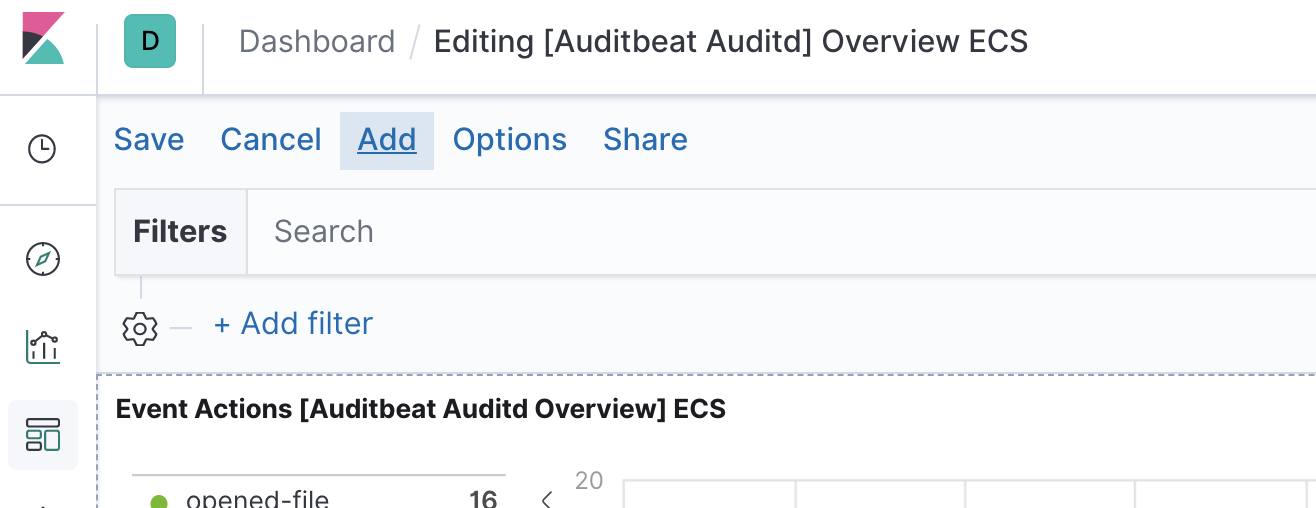 D Dashboard / Editing [Auditbeat Auditd] Overview ECS
Save Cancel Add Options Share
Filters Search
+ Add filter
Event Actions [Auditbeat Auditd Overview] ECS
20
opened-file 16